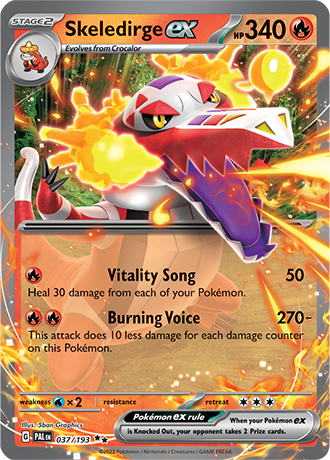 STAGE2 Skeledirge ex HP 340
Evolves from Crocalor
Vitality Song 50
Heal 30 damage from each of your Pokémon.
Burning Voice 270-
This attack does 10 less damage for each damage counter
on this Pokémon.
weakness ×2 resistance retreat
Illus. 5ban Graphics
Pokémon ex rule
When your Pokémon ex
is Knocked Out, your opponent takes 2 Prize cards.
G PAL EN 037/193
©2023 Pokémon / Nintendo / Creatures / GAME FREAK